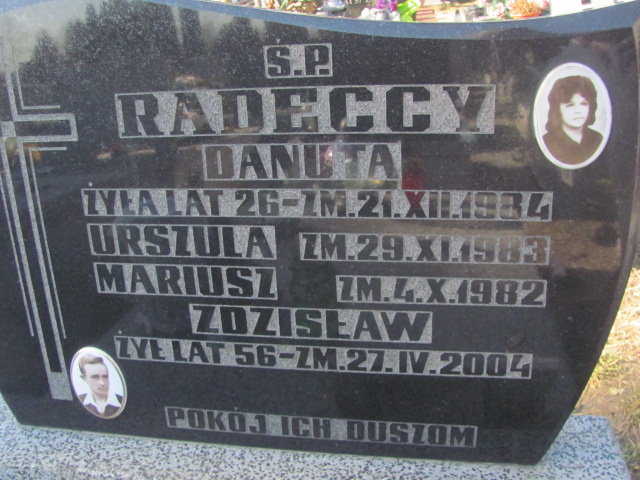 Ś.P.
RADECCY
DANUTA
ŻYŁA LAT 26-ZM.21.XII.1984
URSZULA ZM.29.XI.1983
MARIUSZ ZM.4.X.1982
ZDZISŁAW
ŻYŁ LAT 56-ZM.27.IV.2004
POKÓJ ICH DUSZOM